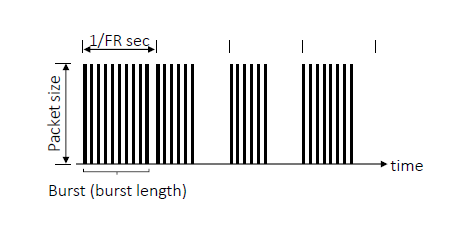 1/FR sec
Packet size
time
Burst (burst length)